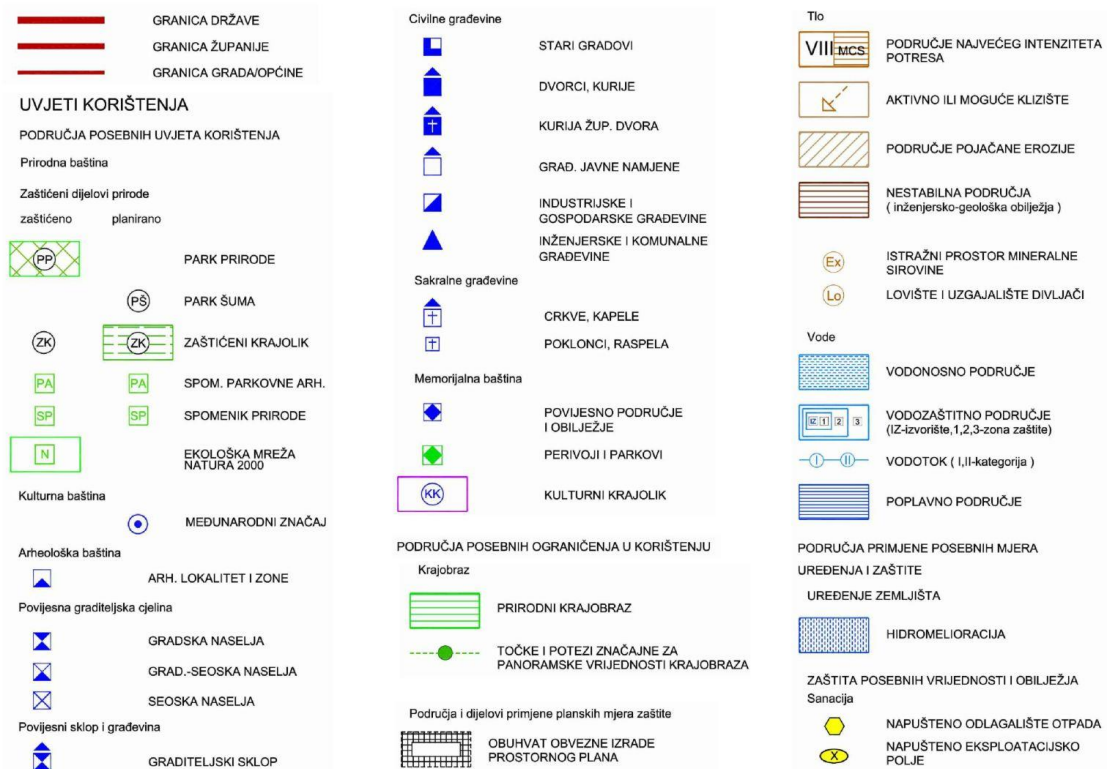 GRANICA DRŽAVE
GRANICA ŽUPANIJE
GRANICA GRADA/OPĆINE
UVJETI KORIŠTENJA
PODRUČJA POSEBNIH UVJETA KORIŠTENJA
Prirodna baština
Zaštićeni dijelovi prirode
zaštićeno planirano
PP PARK PRIRODE
PŠ PARK ŠUMA
ZK ZK ZAŠTIĆENI KRAJOLIK
PA PA SPOM. PARKOVNE ARH.
SP SP SPOMENIK PRIRODE
N EKOLOŠKA MREŽA
NATURA 2000
Kulturna baština
MEĐUNARODNI ZNAČAJ
Arheološka baština
ARH. LOKALITET I ZONE
Povijesna graditeljska cjelina
GRADSKA NASELJA
GRAD.-SEOSKA NASELJA
SEOSKA NASELJA
Povijesni sklop i građevina
GRADITELJSKI SKLOP
Civilne građevine
STARI GRADOVI
DVORCI, KURIJE
KURIJA ŽUP. DVORA
GRAĐ. JAVNE NAMJENE
INDUSTRIJSKE I
GOSPODARSKE GRAĐEVINE
INŽENJERSKE I KOMUNALNE
GRAĐEVINE
Sakralne građevine
CRKVE, KAPELE
POKLONCI, RASPELA
Memorijalna baština
POVIJESNO PODRUČJE
I OBILJEŽJE
PERIVOJI I PARKOVI
KK KULTURNI KRAJOLIK
PODRUČJA POSEBNIH OGRANIČENJA U KORIŠTENJU
Krajobraz
PRIRODNI KRAJOBRAZ
TOČKE I POTEZI ZNAČAJNE ZA
PANORAMSKE VRIJEDNOSTI KRAJOBRAZA
Područja i dijelovi primjene planskih mjera zaštite
OBUHVAT OBVEZNE IZRADE
PROSTORNOG PLANA
Tlo
VIII MCS PODRUČJE NAJVEĆEG INTENZITETA
POTRESA
AKTIVNO ILI MOGUĆE KLIZIŠTE
PODRUČJE POJAČANE EROZIJE
NESTABILNA PODRUČJA
( inženjersko-geološka obilježja )
Ex ISTRAŽNI PROSTOR MINERALNE
SIROVINE
Lo LOVIŠTE I UZGAJALIŠTE DIVLJAČI
Vode
VODONOSNO PODRUČJE
IZ 1 2 3 VODOZAŠTITNO PODRUČJE
(IZ-izvorište,1,2,3-zona zaštite)
I II VODOTOK ( I,II-kategorija )
POPLAVNO PODRUČJE
PODRUČJA PRIMJENE POSEBNIH MJERA
UREĐENJA I ZAŠTITE
UREĐENJE ZEMLJIŠTA
HIDROMELIORACIJA
ZAŠTITA POSEBNIH VRIJEDNOSTI I OBILJEŽJA
Sanacija
NAPUŠTENO ODLAGALIŠTE OTPADA
X NAPUŠTENO EKSPLOATACIJSKO
POLJE